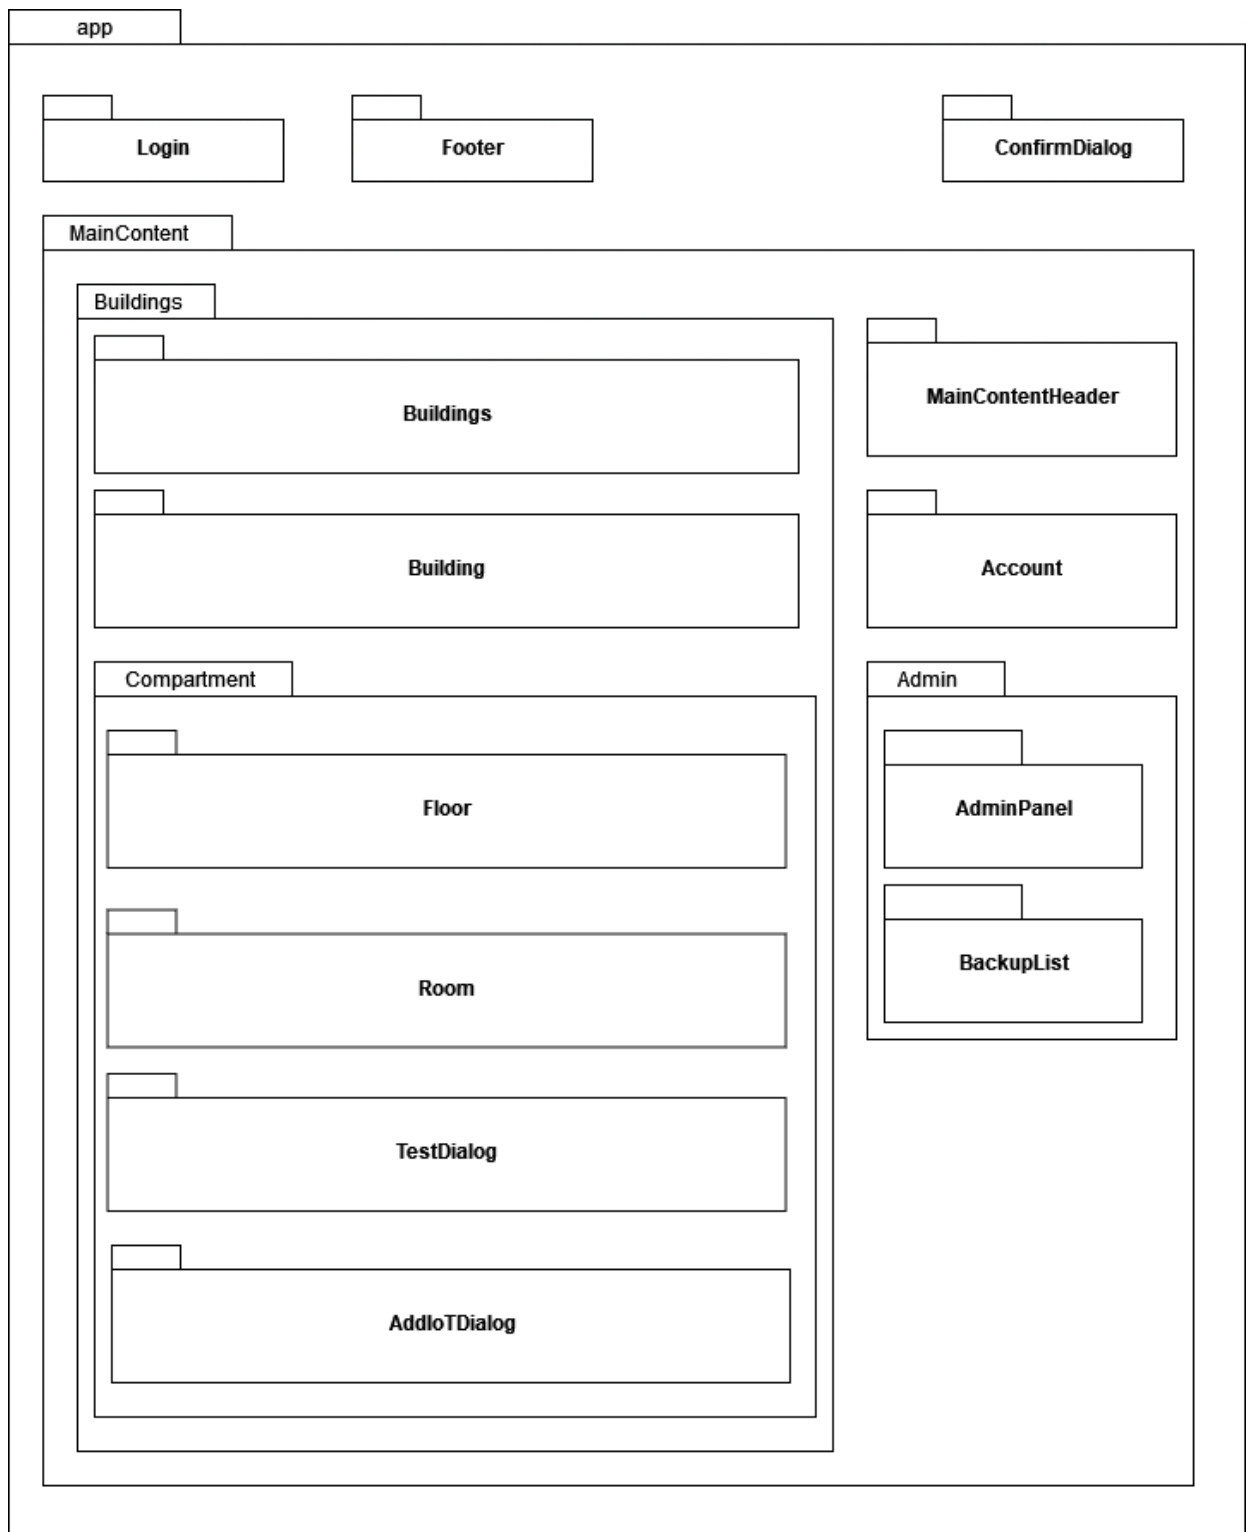 app
Login
Footer
ConfirmDialog
MainContent
Buildings
Buildings
Building
Compartment
Floor
Room
TestDialog
AddIoTDialog
MainContentHeader
Account
Admin
AdminPanel
BackupList